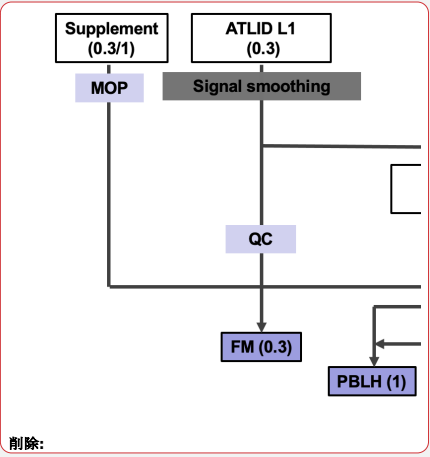 Supplement
(0.3/1)
ATLID L1
(0.3)
MOP
Signal smoothing
QC
FM (0.3)
PBLH (1)
削除: